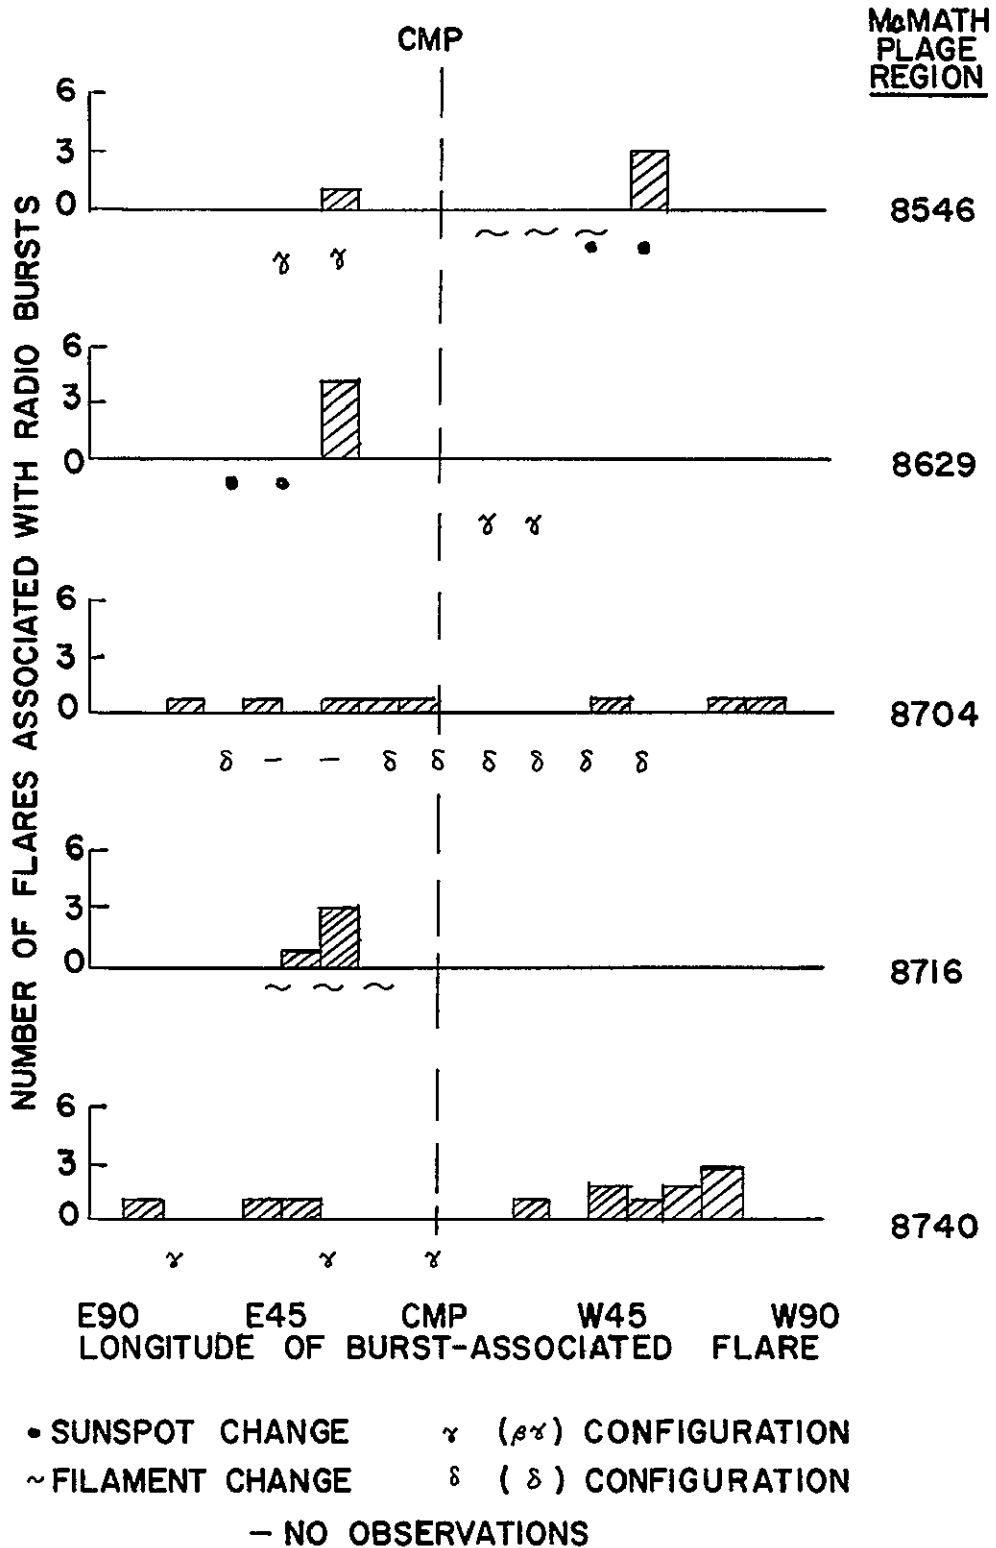 CMP
McMATH
PLAGE
REGION
NUMBER OF FLARES ASSOCIATED WITH RADIO BURSTS
6
3
0
8546
~ ~ ~
• •
γ γ
6
3
0
8629
• •
γ γ
6
3
0
8704
δ – – δ δ δ δ δ δ
6
3
0
8716
~ ~ ~
6
3
0
8740
γ γ γ
E90 E45 CMP W45 W90
LONGITUDE OF BURST-ASSOCIATED FLARE
• SUNSPOT CHANGE γ (βγ) CONFIGURATION
~ FILAMENT CHANGE δ (δ) CONFIGURATION
– NO OBSERVATIONS